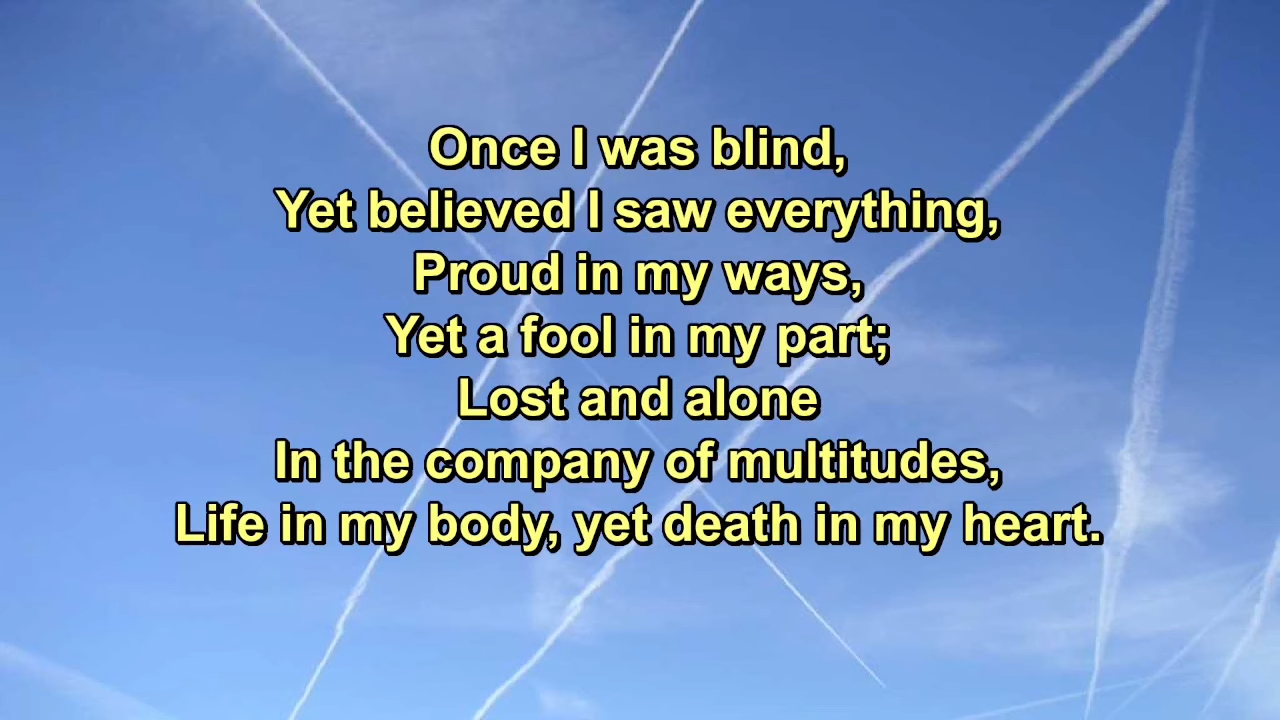 Once I was blind,
Yet believed I saw everything,
Proud in my ways,
Yet a fool in my part;
Lost and alone
In the company of multitudes,
Life in my body, yet death in my heart.